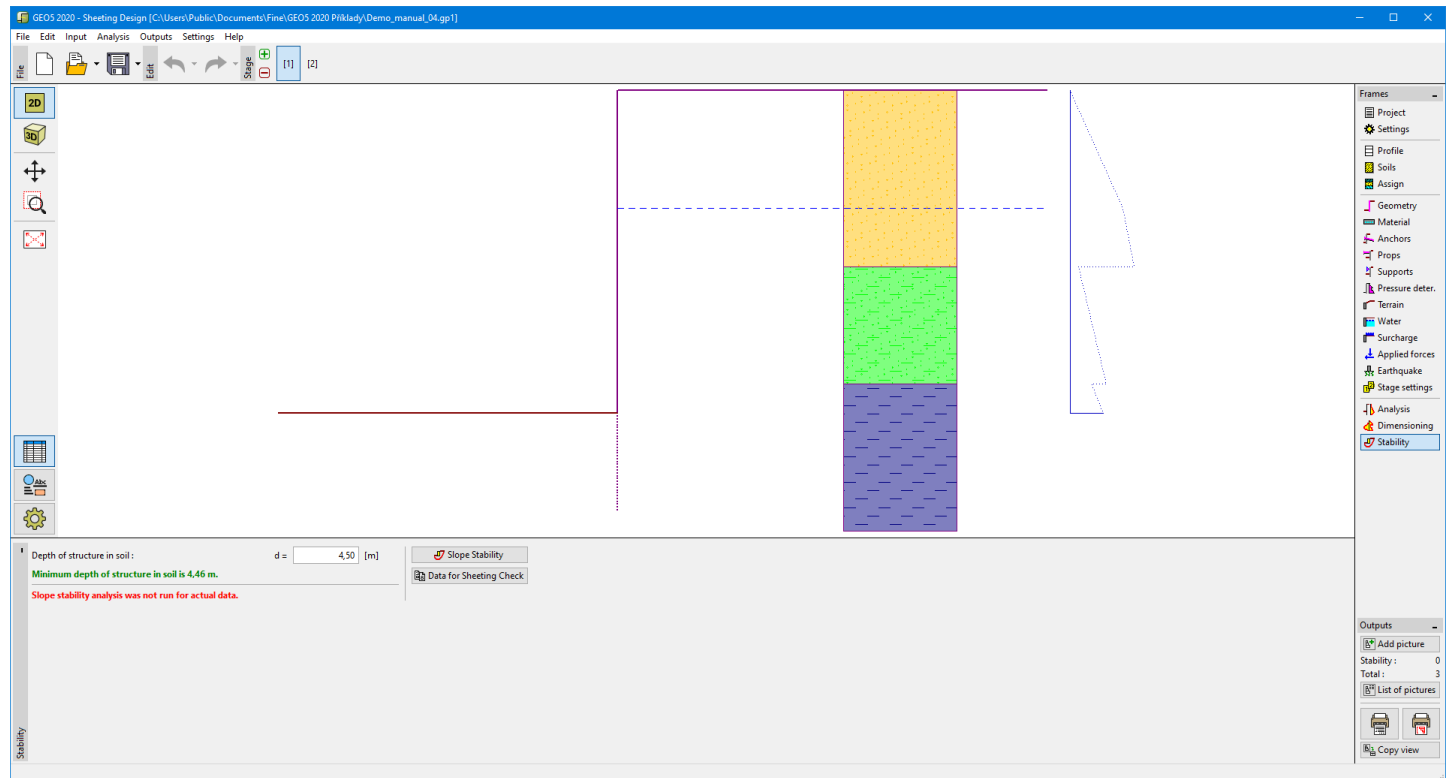 GEO5 2020 - Sheeting Design [C:\Users\Public\Documents\Fine\GEO5 2020 Příklady\Demo_manual_04.gp1]
File Edit Input Analysis Outputs Settings Help
File
Edit
Stage
[1] [2]
2D
3D
Abc
Frames
Project
Settings
Profile
Soils
Assign
Geometry
Material
Anchors
Props
Supports
Pressure deter.
Terrain
Water
Surcharge
Applied forces
Earthquake
Stage settings
Analysis
Dimensioning
Stability
Stability
Depth of structure in soil : d = 4,50 [m]
Minimum depth of structure in soil is 4,46 m.
Slope stability analysis was not run for actual data.
Slope Stability
Data for Sheeting Check
Outputs
Add picture
Stability : 0
Total : 3
List of pictures
Copy view